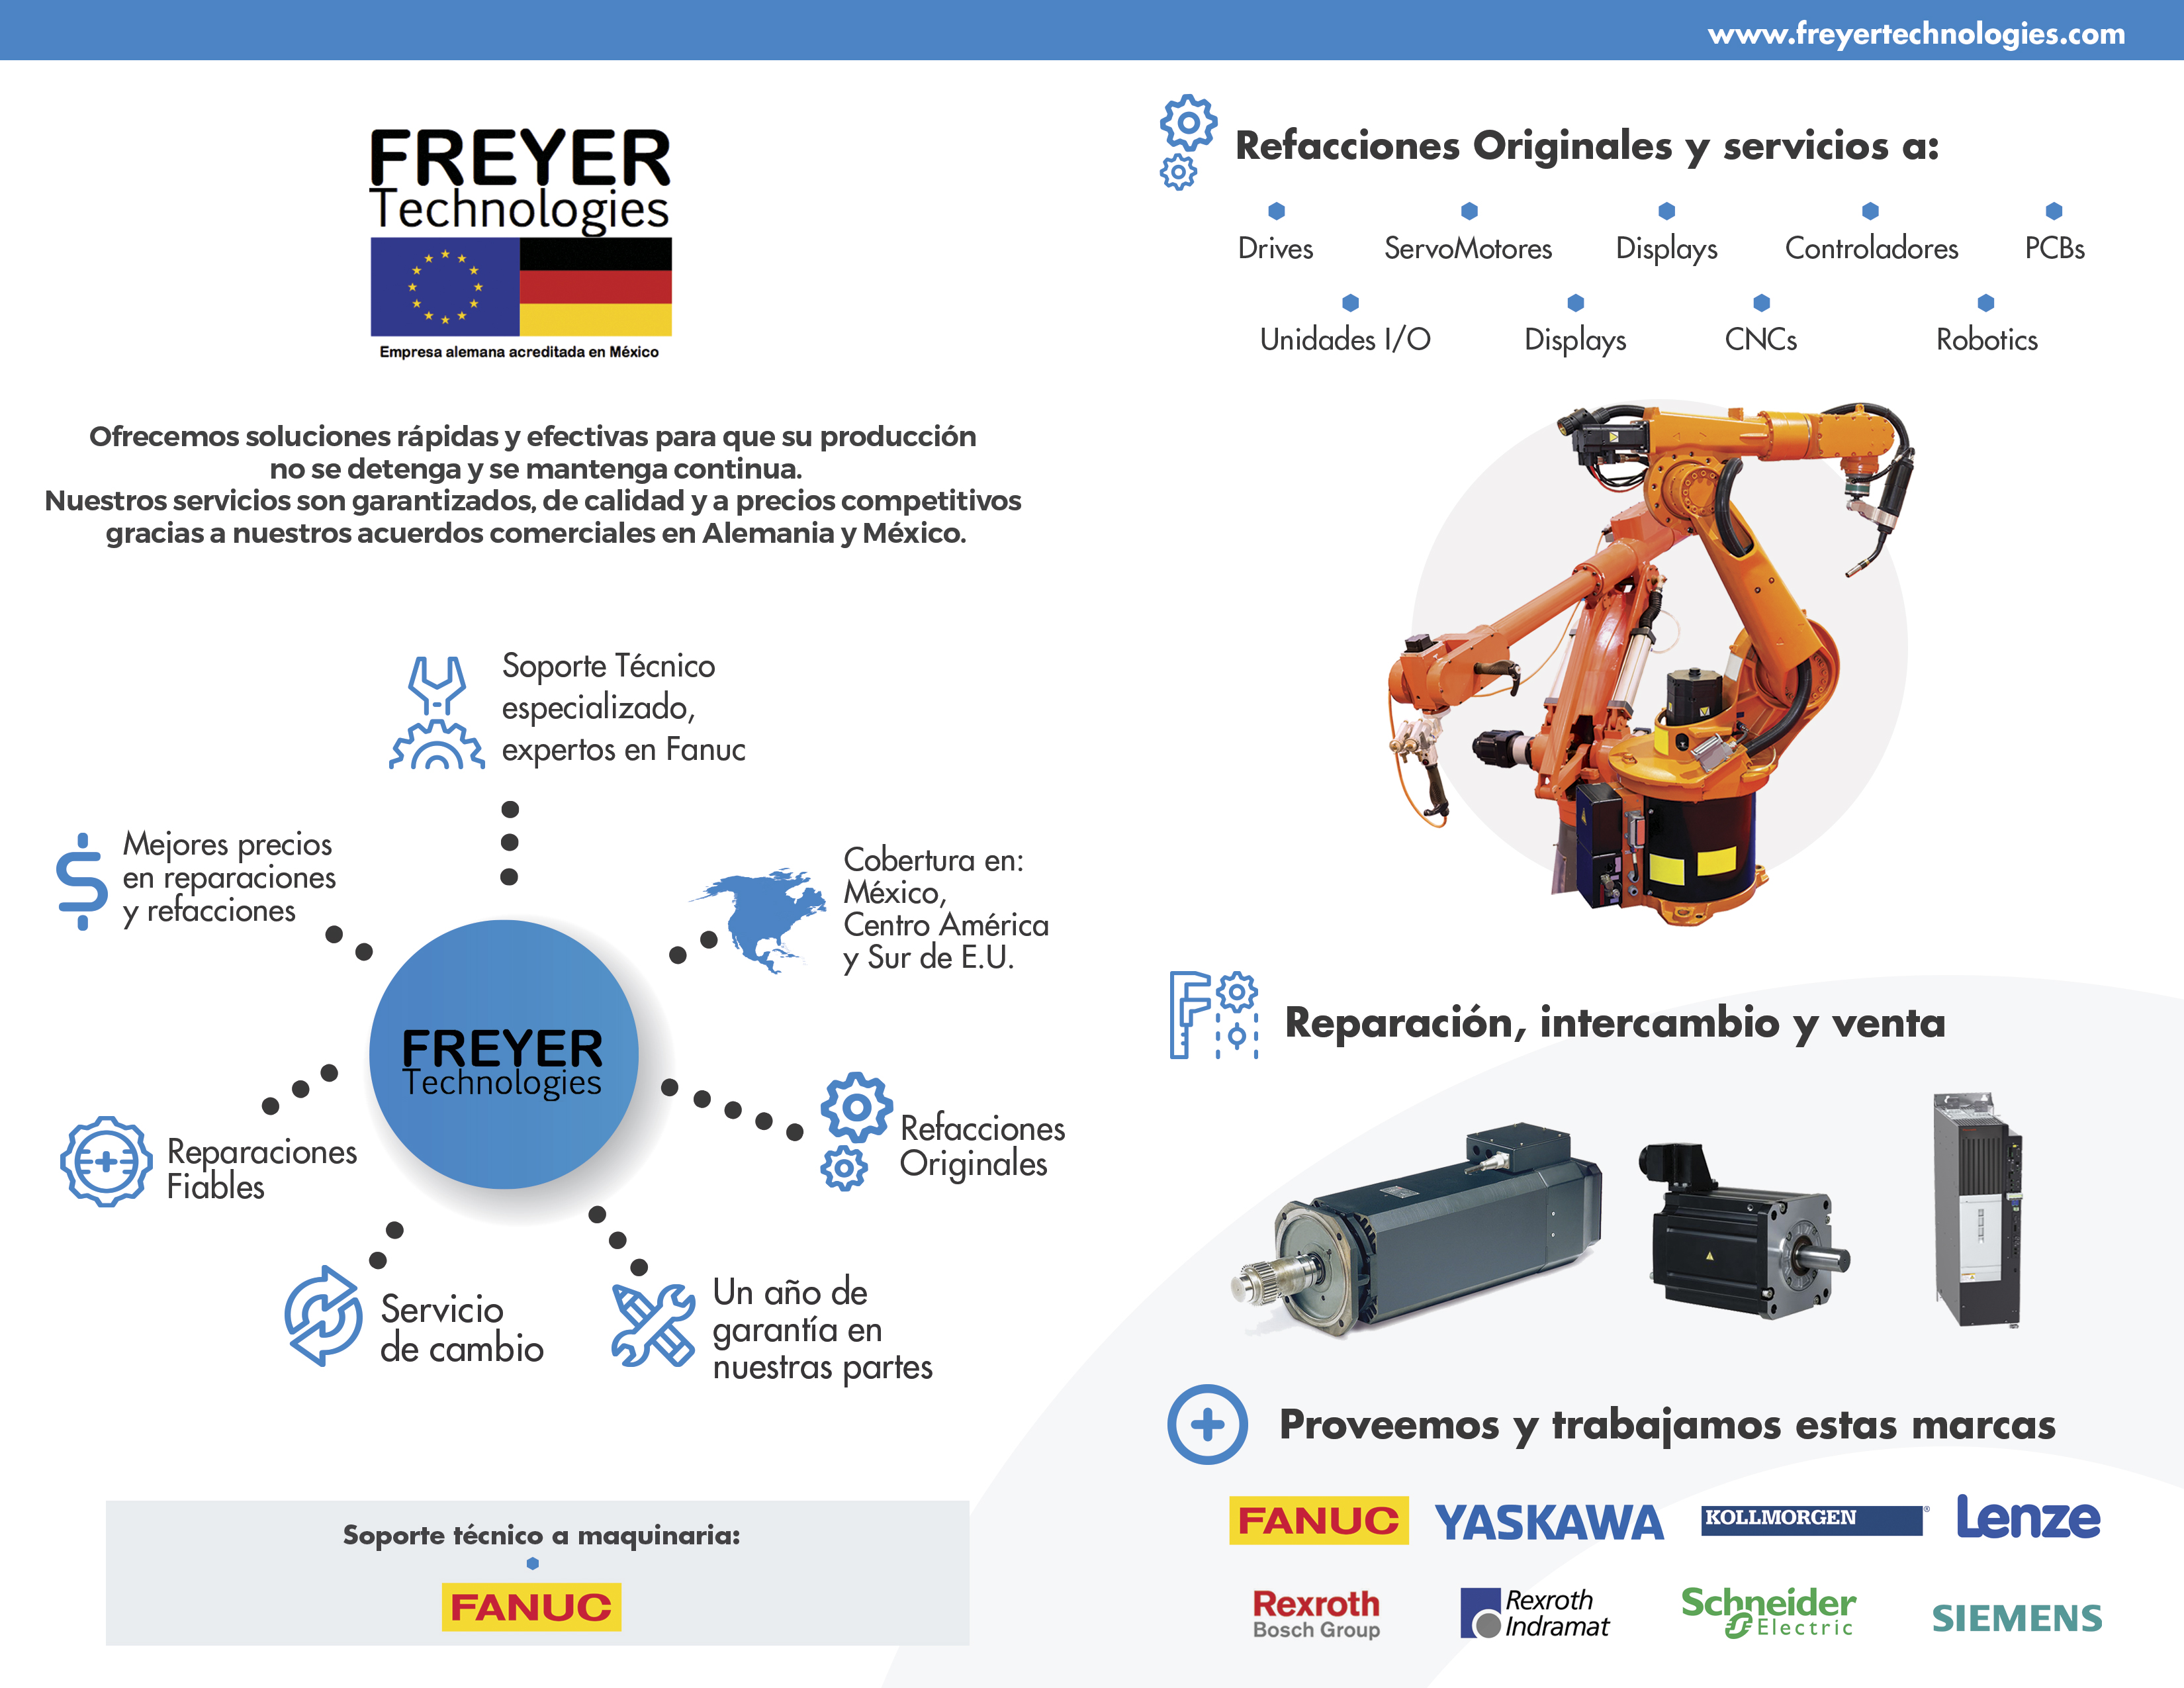 www.freyertechnologies.com
FREYER
Technologies
Empresa alemana acreditada en México
Ofrecemos soluciones rápidas y efectivas para que su producción
no se detenga y se mantenga continua.
Nuestros servicios son garantizados, de calidad y a precios competitivos
gracias a nuestros acuerdos comerciales en Alemania y México.
Soporte Técnico
especializado,
expertos en Fanuc
Mejores precios
en reparaciones
y refacciones
Cobertura en:
México,
Centro América
y Sur de E.U.
FREYER
Technologies
Reparaciones
Fiables
Refacciones
Originales
Servicio
de cambio
Un año de
garantía en
nuestras partes
Soporte técnico a maquinaria:
FANUC
Refacciones Originales y servicios a:
Drives ServoMotores Displays Controladores PCBs
Unidades I/O Displays CNCs Robotics
Reparación, intercambio y venta
Proveemos y trabajamos estas marcas
FANUC YASKAWA KOLLMORGEN® Lenze
Rexroth
Bosch Group
Rexroth
Indramat
Schneider
Electric
SIEMENS